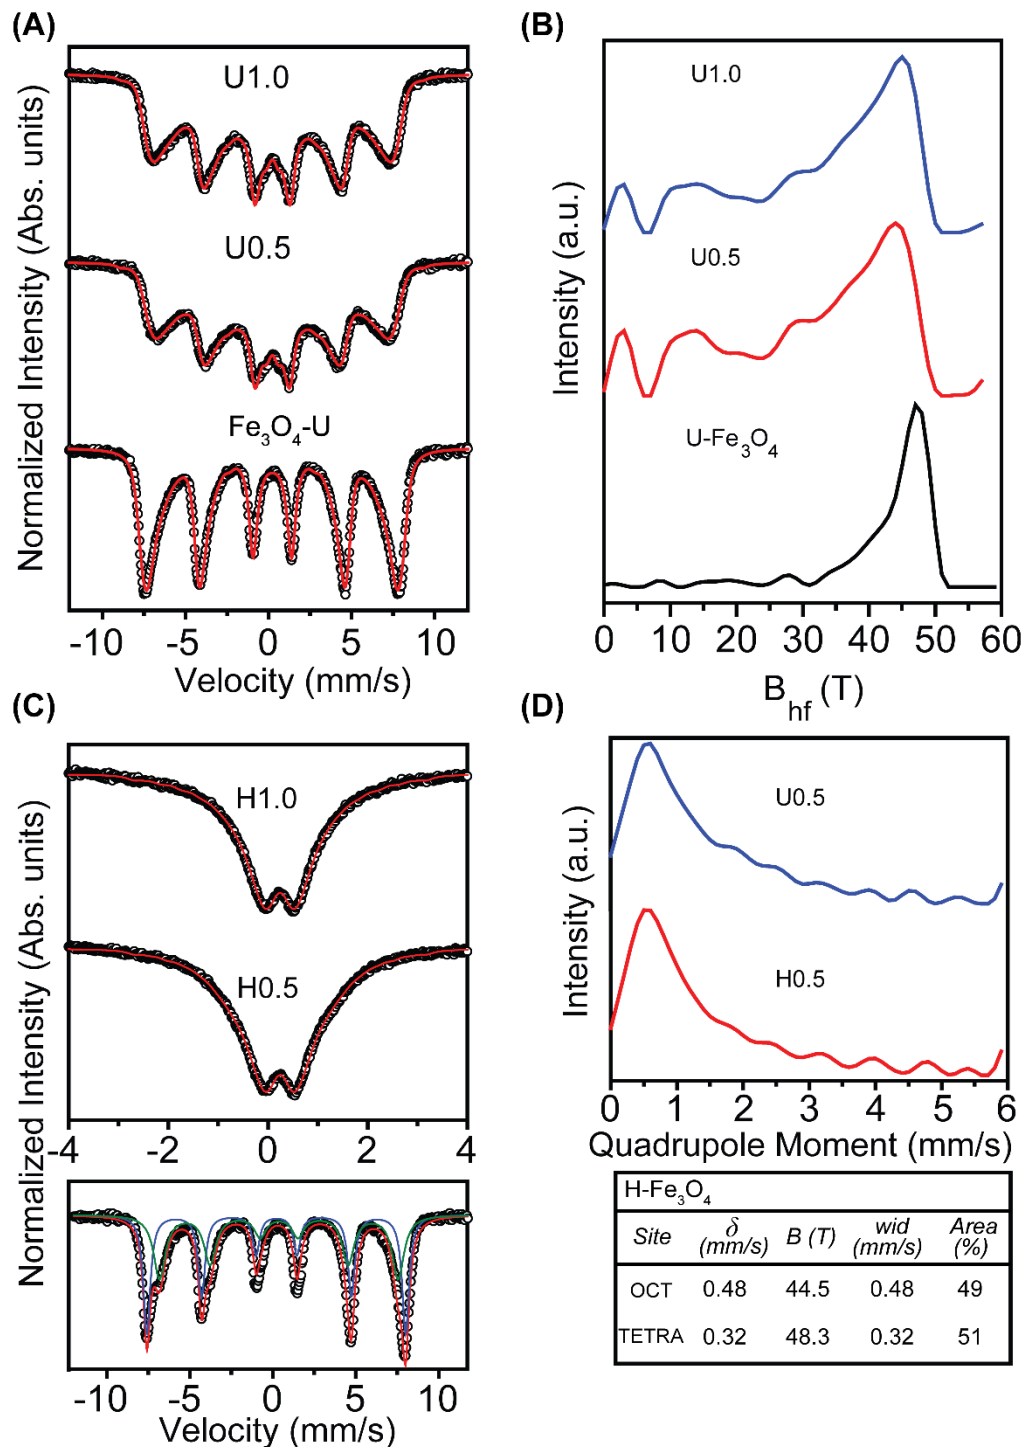 (A)
Normalized Intensity (Abs. units)
U1.0
U0.5
Fe₃O₄-U
-10 -5 0 5 10
Velocity (mm/s)
(B)
Intensity (a.u.)
U1.0
U0.5
U-Fe₃O₄
0 10 20 30 40 50 60
B_hf (T)
(C)
Normalized Intensity (Abs. units)
H1.0
H0.5
-4 -2 0 2 4
-10 -5 0 5 10
Velocity (mm/s)
(D)
Intensity (a.u.)
U0.5
H0.5
0 1 2 3 4 5 6
Quadrupole Moment (mm/s)
H-Fe₃O₄
Site δ (mm/s) B (T) wid (mm/s) Area (%)
OCT 0.48 44.5 0.48 49
TETRA 0.32 48.3 0.32 51